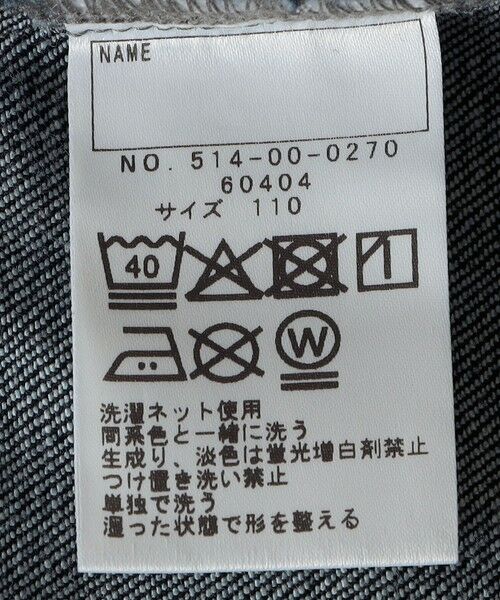 NAME
NO. 514-00-0270
60404
サイズ 110
40
W
洗濯ネット使用
同系色と一緒に洗う
生成り、淡色は蛍光増白剤禁止
つけ置き洗い禁止
単独で洗う
湿った状態で形を整える